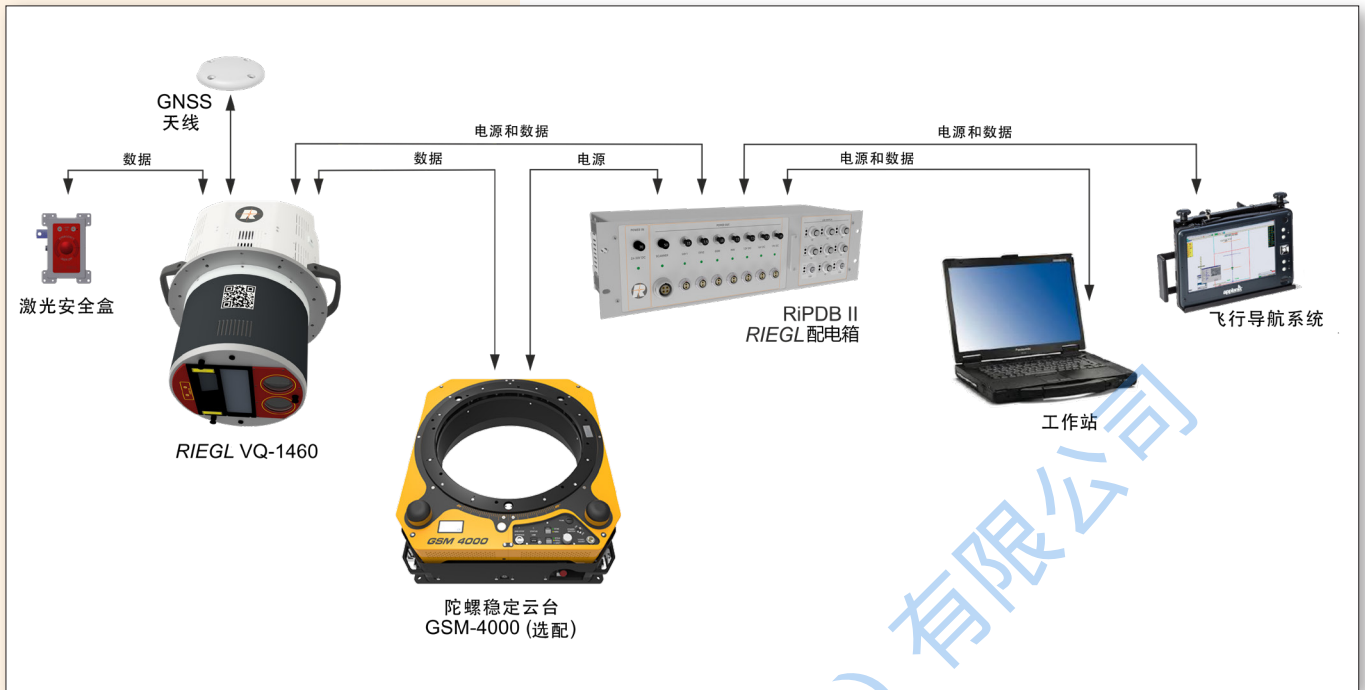 GNSS
天线
电源和数据
电源和数据
数据
数据
电源
电源和数据
激光安全盒
RiPDB II
RIEGL配电箱
飞行导航系统
工作站
RIEGL VQ-1460
GSM 4000
陀螺稳定云台
GSM-4000 (选配)
有限公司